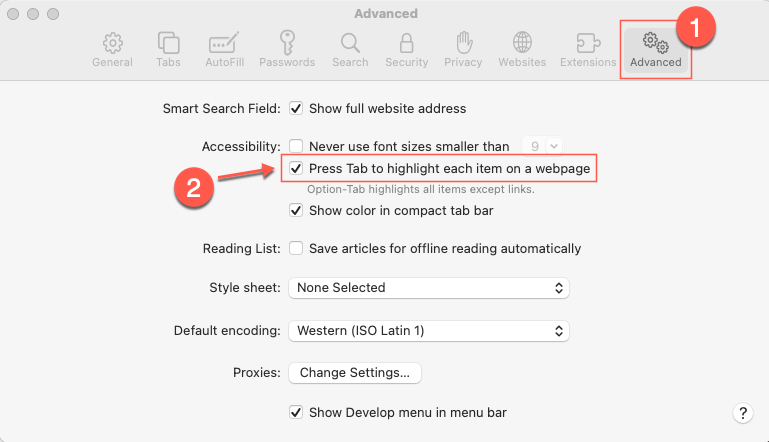 Advanced
1
General Tabs AutoFill Passwords Search Security Privacy Websites Extensions Advanced
Smart Search Field: Show full website address
Accessibility: Never use font sizes smaller than 9
2
Press Tab to highlight each item on a webpage
Option-Tab highlights all items except links.
Show color in compact tab bar
Reading List: Save articles for offline reading automatically
Style sheet: None Selected
Default encoding: Western (ISO Latin 1)
Proxies: Change Settings...
Show Develop menu in menu bar
?